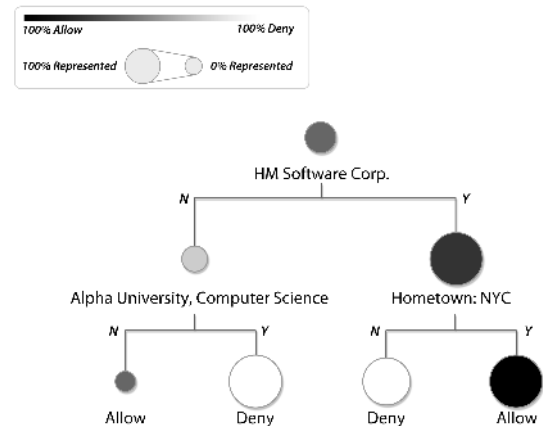 100% Allow 100% Deny
100% Represented 0% Represented
HM Software Corp.
N Y
Alpha University, Computer Science Hometown: NYC
N Y N Y
Allow Deny Deny Allow